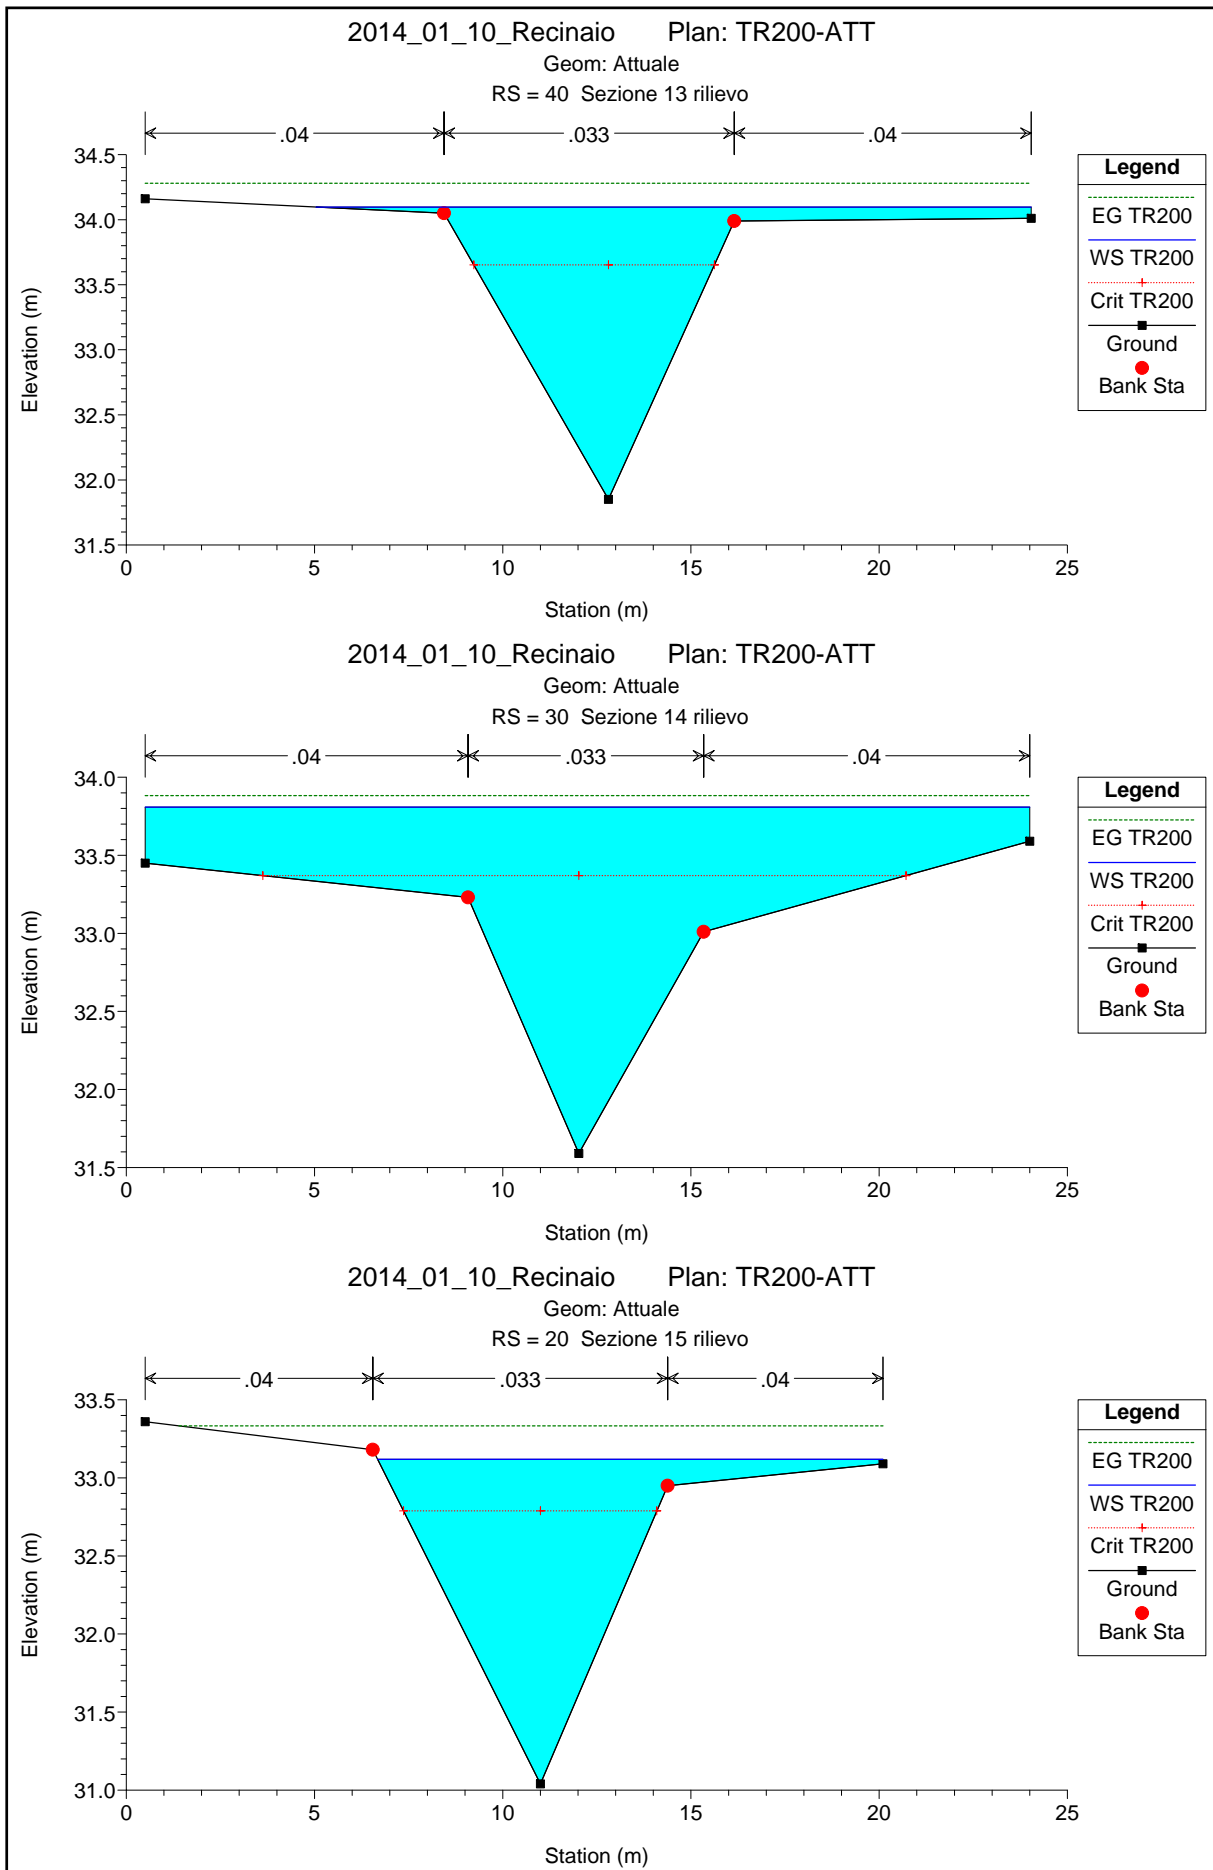 2014_01_10_Recinaio Plan: TR200-ATT
Geom: Attuale
RS = 40 Sezione 13 rilievo
.04 .033 .04
34.5
34.0
33.5
33.0
32.5
32.0
31.5
Elevation (m)
0 5 10 15 20 25
Station (m)
Legend
EG TR200
WS TR200
Crit TR200
Ground
Bank Sta
2014_01_10_Recinaio Plan: TR200-ATT
Geom: Attuale
RS = 30 Sezione 14 rilievo
.04 .033 .04
34.0
33.5
33.0
32.5
32.0
31.5
Elevation (m)
0 5 10 15 20 25
Station (m)
Legend
EG TR200
WS TR200
Crit TR200
Ground
Bank Sta
2014_01_10_Recinaio Plan: TR200-ATT
Geom: Attuale
RS = 20 Sezione 15 rilievo
.04 .033 .04
33.5
33.0
32.5
32.0
31.5
31.0
Elevation (m)
0 5 10 15 20 25
Station (m)
Legend
EG TR200
WS TR200
Crit TR200
Ground
Bank Sta